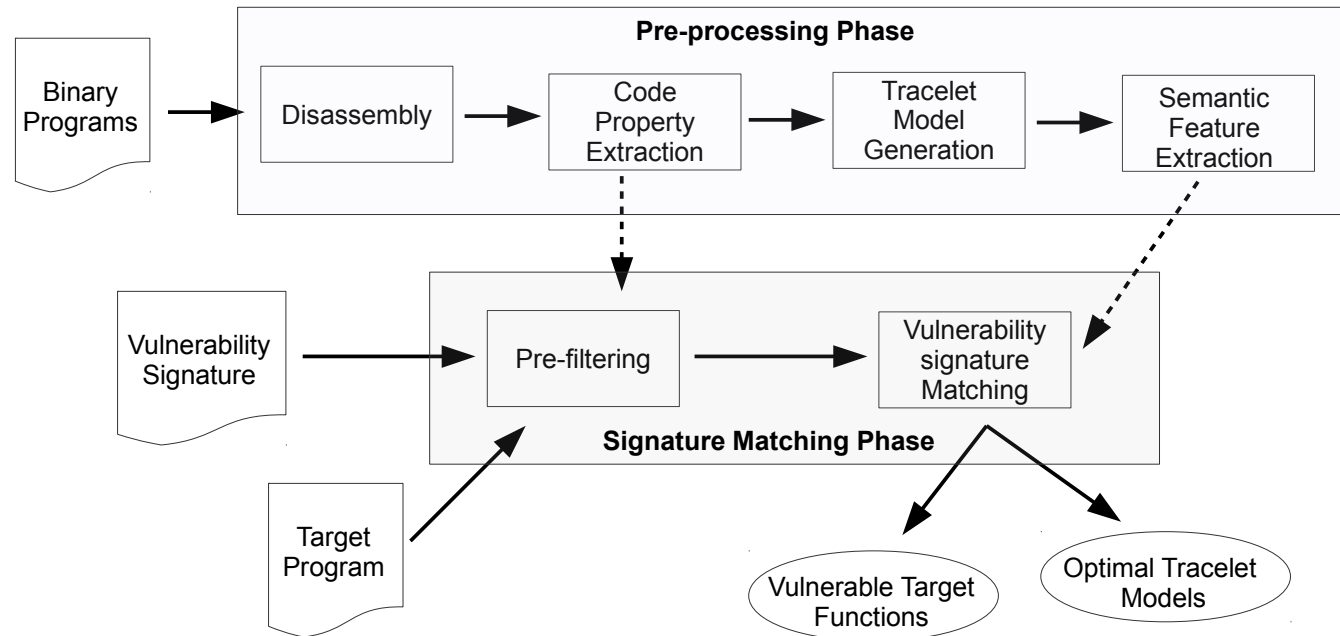 Pre-processing Phase
Binary
Programs
Disassembly
Code
Property
Extraction
Tracelet
Model
Generation
Semantic
Feature
Extraction
Vulnerability
Signature
Pre-filtering
Vulnerability
signature
Matching
Signature Matching Phase
Target
Program
Vulnerable Target
Functions
Optimal Tracelet
Models